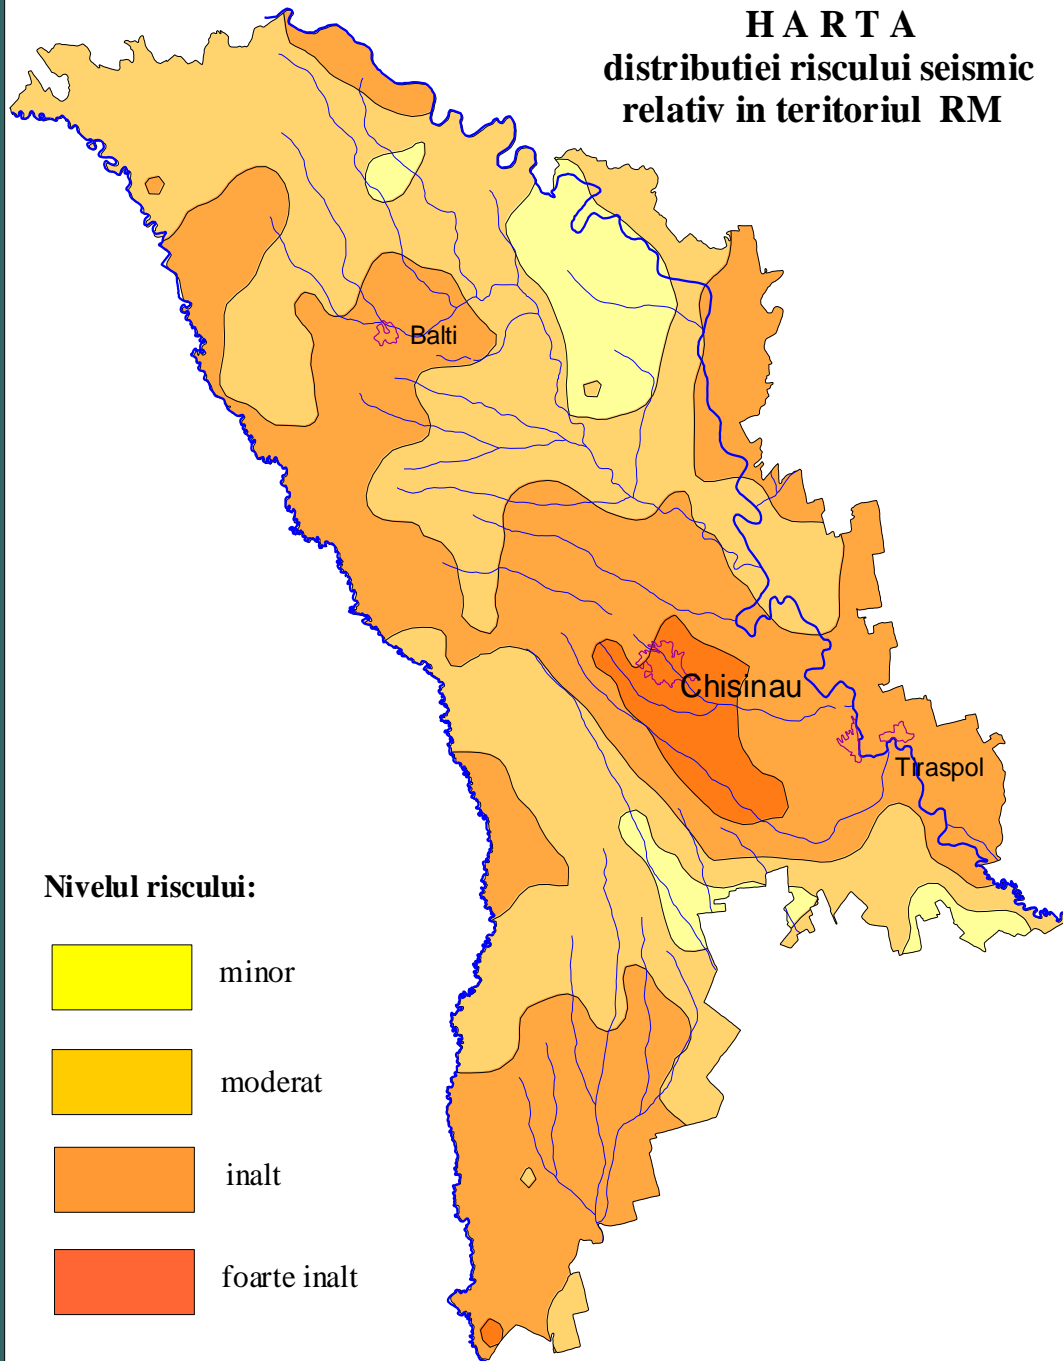 H A R T A
distributiei riscului seismic
relativ in teritoriul RM
Balti
Chisinau
Tiraspol
Nivelul riscului:
minor
moderat
inalt
foarte inalt